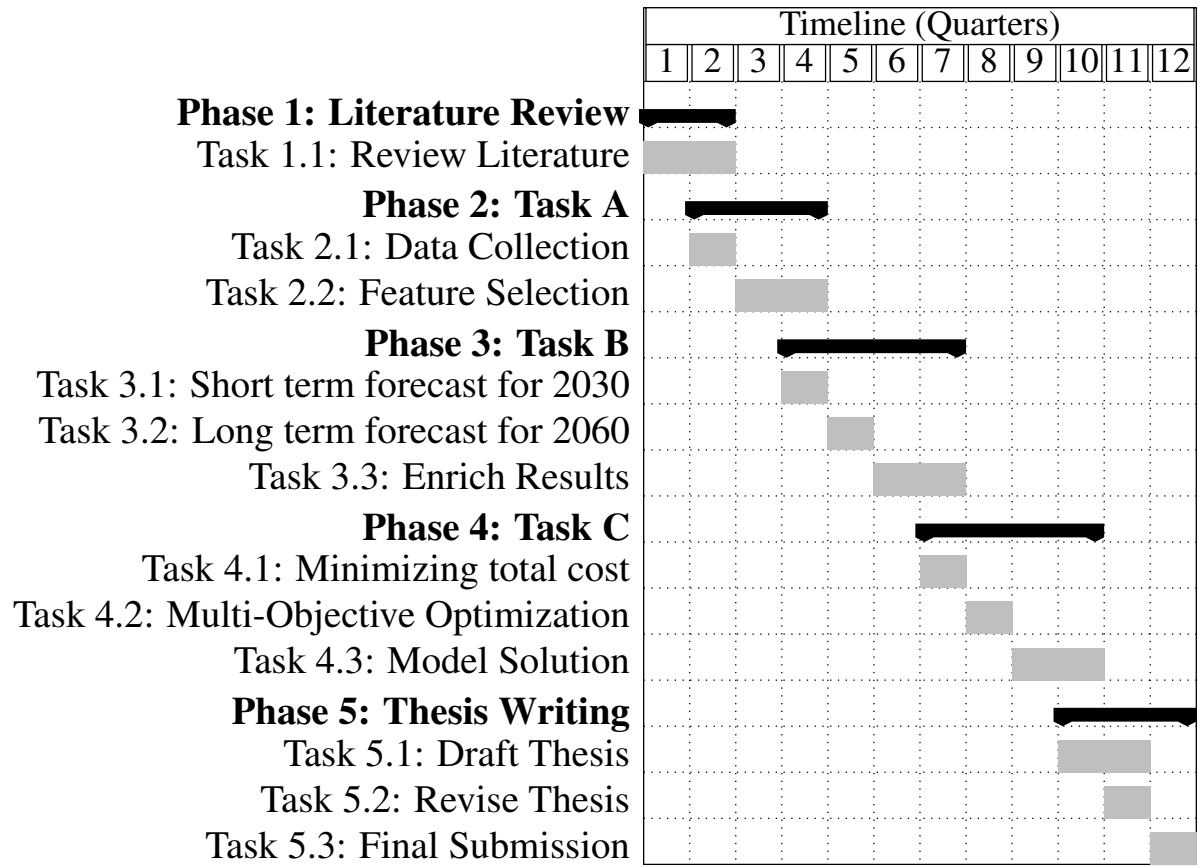 Timeline (Quarters)
1 2 3 4 5 6 7 8 9 10 11 12
Phase 1: Literature Review
Task 1.1: Review Literature
Phase 2: Task A
Task 2.1: Data Collection
Task 2.2: Feature Selection
Phase 3: Task B
Task 3.1: Short term forecast for 2030
Task 3.2: Long term forecast for 2060
Task 3.3: Enrich Results
Phase 4: Task C
Task 4.1: Minimizing total cost
Task 4.2: Multi-Objective Optimization
Task 4.3: Model Solution
Phase 5: Thesis Writing
Task 5.1: Draft Thesis
Task 5.2: Revise Thesis
Task 5.3: Final Submission